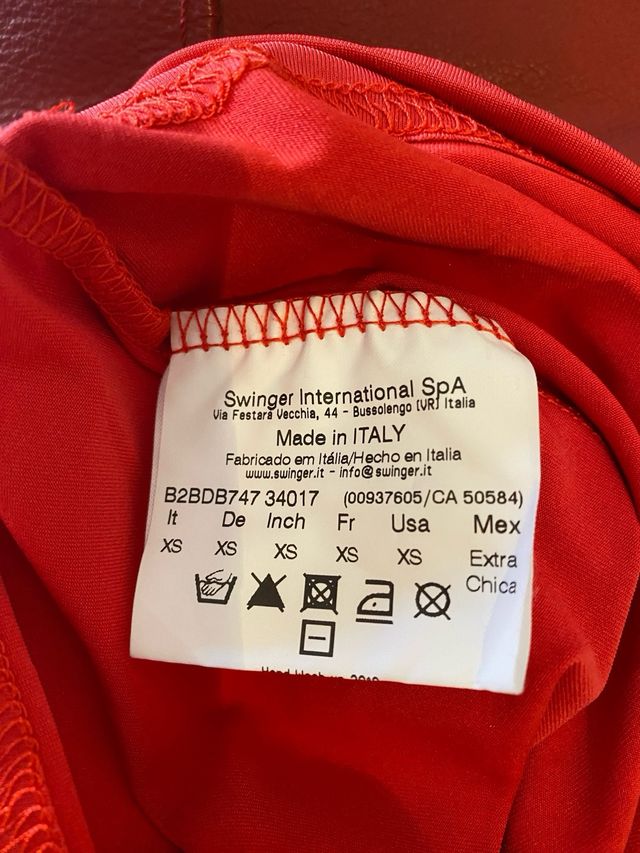 Swinger International SpA
Via Festara Vecchia, 44 - Bussolengo (VR) Italia
Made in ITALY
Fabricado em Itália/Hecho en Italia
www.swinger.it - info@swinger.it
B2BDB747 34017 (00937605/CA 50584)
It De Inch Fr Usa Mex
XS XS XS XS XS Extra Chica